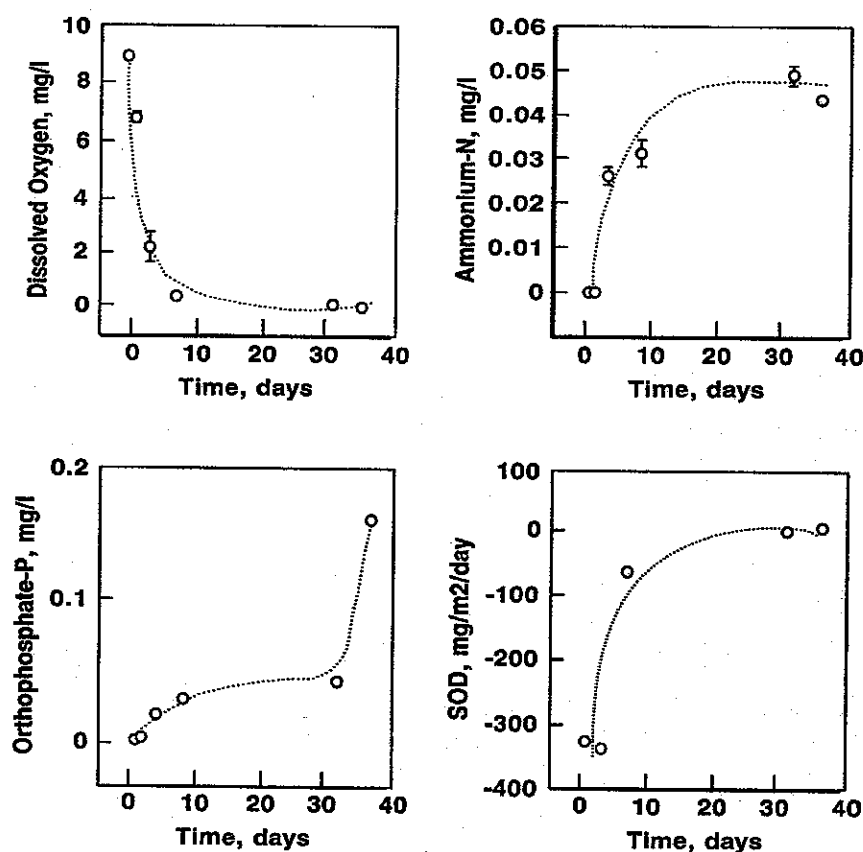 Dissolved Oxygen, mg/l
10
8
6
4
2
0
0 10 20 30 40
Time, days
Ammonium-N, mg/l
0.06
0.05
0.04
0.03
0.02
0.01
0
0 10 20 30 40
Time, days
Orthophosphate-P, mg/l
0.2
0.1
0
0 10 20 30 40
Time, days
SOD, mg/m2/day
100
0
-100
-200
-300
-400
0 10 20 30 40
Time, days